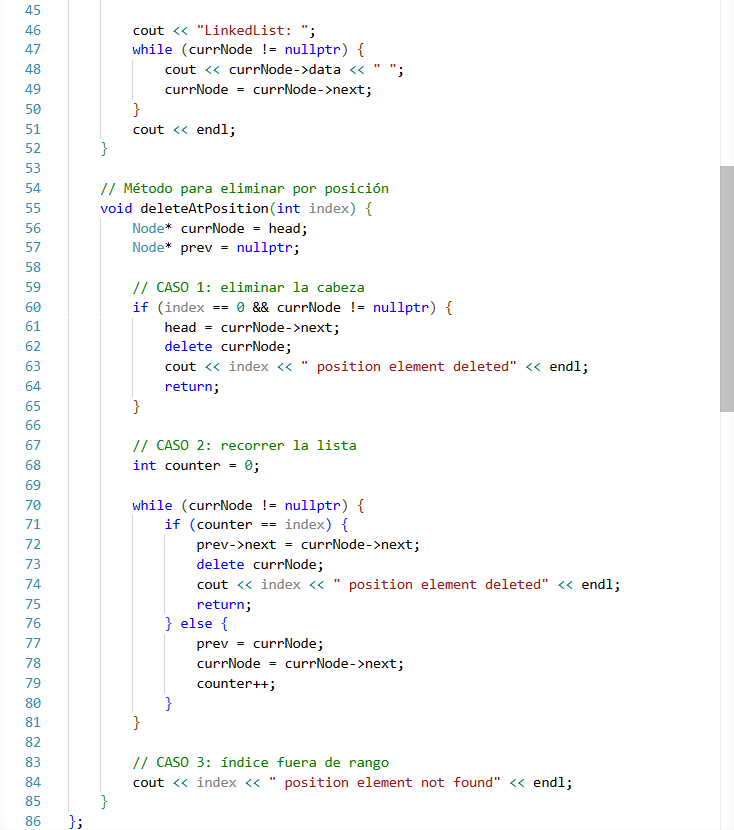 45
46 cout << "LinkedList: ";
47 while (currNode != nullptr) {
48 cout << currNode->data << " ";
49 currNode = currNode->next;
50 }
51 cout << endl;
52 }
53
54 // Método para eliminar por posición
55 void deleteAtPosition(int index) {
56 Node* currNode = head;
57 Node* prev = nullptr;
58
59 // CASO 1: eliminar la cabeza
60 if (index == 0 && currNode != nullptr) {
61 head = currNode->next;
62 delete currNode;
63 cout << index << " position element deleted" << endl;
64 return;
65 }
66
67 // CASO 2: recorrer la lista
68 int counter = 0;
69
70 while (currNode != nullptr) {
71 if (counter == index) {
72 prev->next = currNode->next;
73 delete currNode;
74 cout << index << " position element deleted" << endl;
75 return;
76 } else {
77 prev = currNode;
78 currNode = currNode->next;
79 counter++;
80 }
81 }
82
83 // CASO 3: índice fuera de rango
84 cout << index << " position element not found" << endl;
85 }
86 };